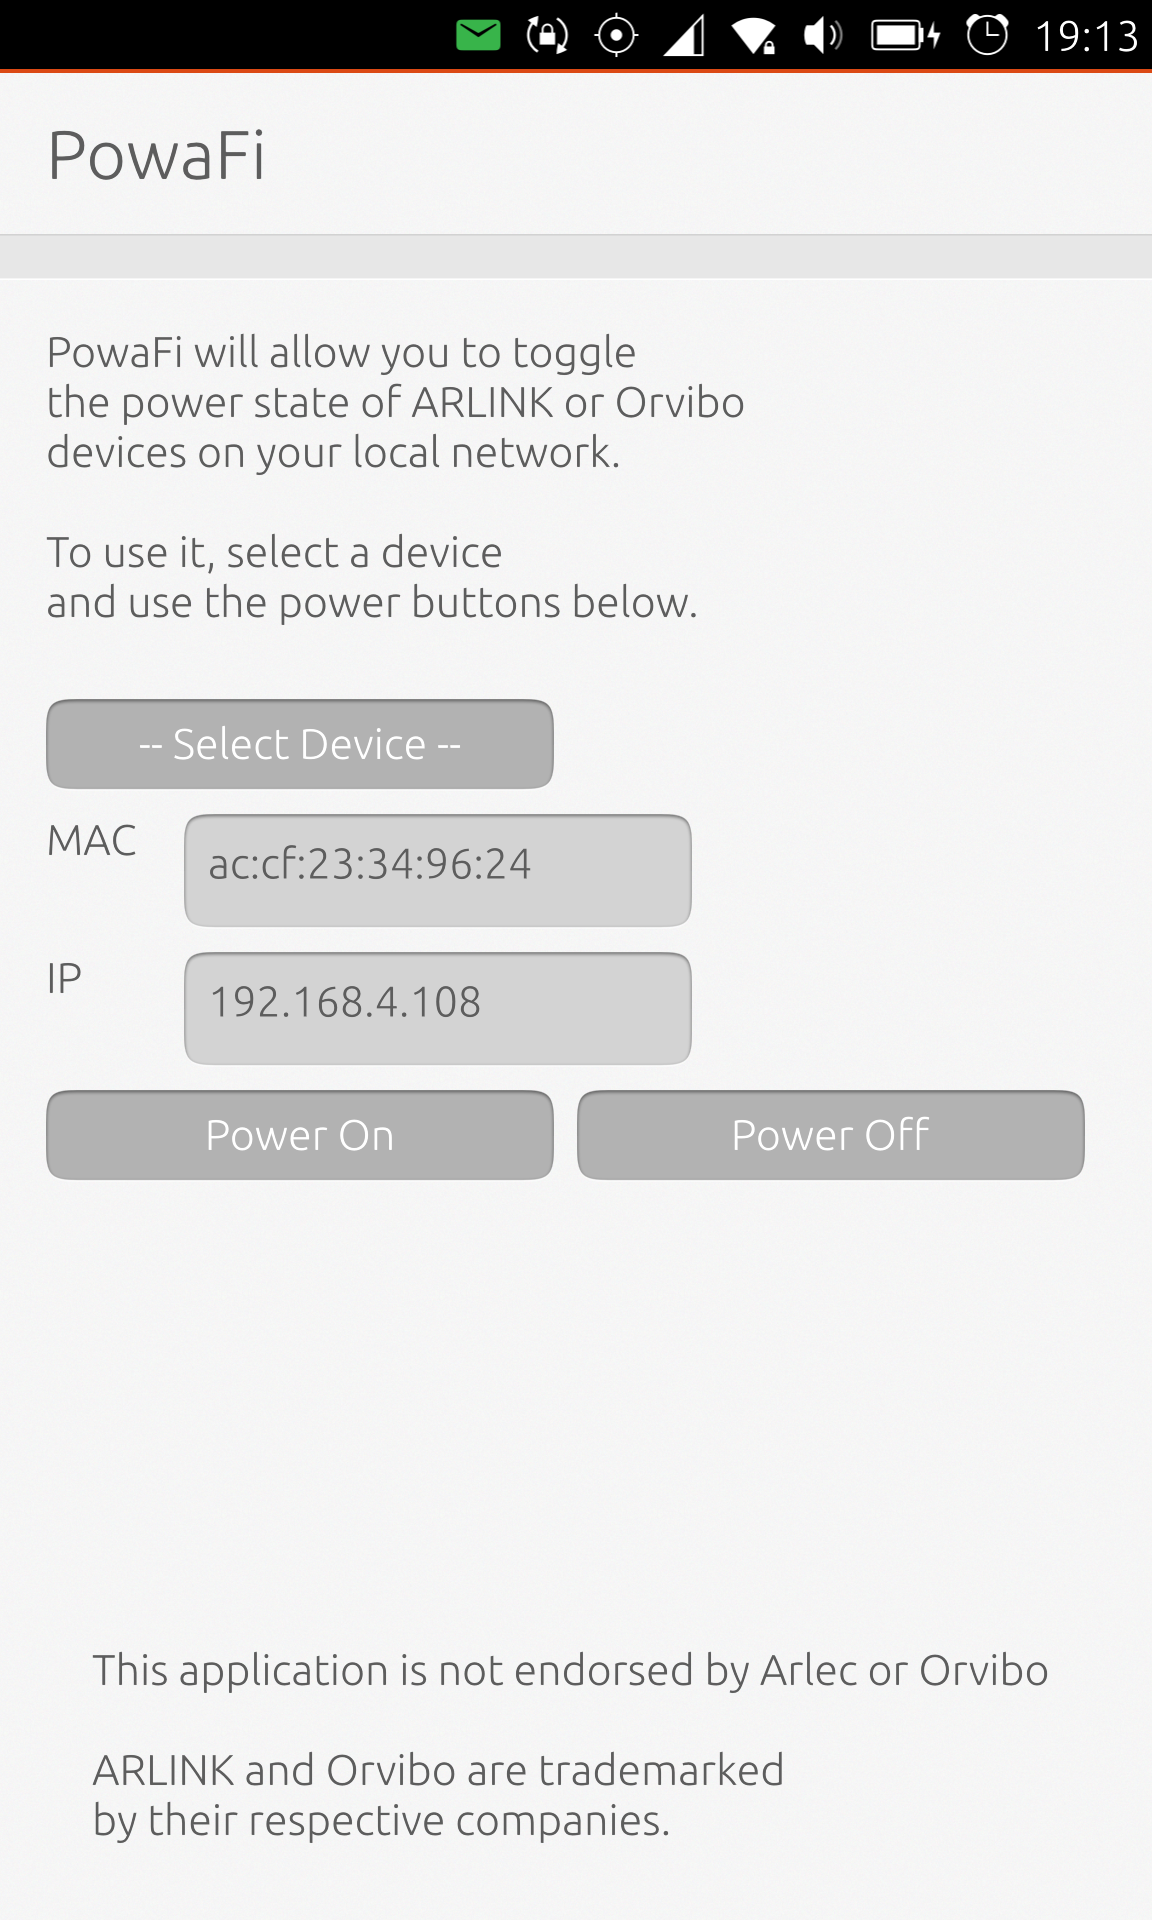 19:13
PowaFi
PowaFi will allow you to toggle
the power state of ARLINK or Orvibo
devices on your local network.
To use it, select a device
and use the power buttons below.
-- Select Device --
MAC
ac:cf:23:34:96:24
IP
192.168.4.108
Power On
Power Off
This application is not endorsed by Arlec or Orvibo
ARLINK and Orvibo are trademarked
by their respective companies.